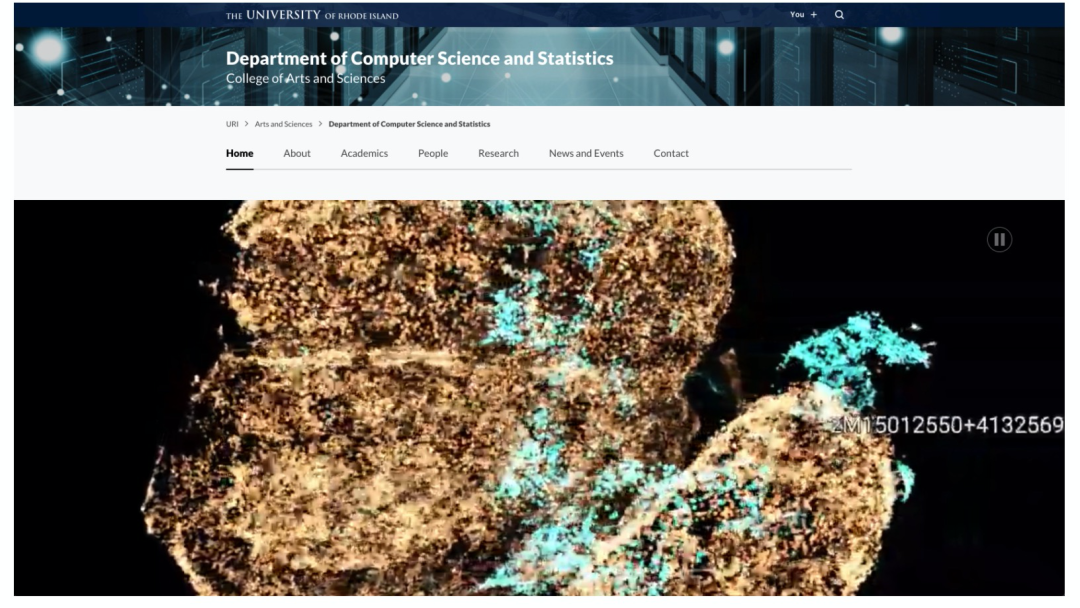 THE UNIVERSITY OF RHODE ISLAND
You +
Department of Computer Science and Statistics
College of Arts and Sciences
URI > Arts and Sciences > Department of Computer Science and Statistics
Home About Academics People Research News and Events Contact
2M15012550+4132569